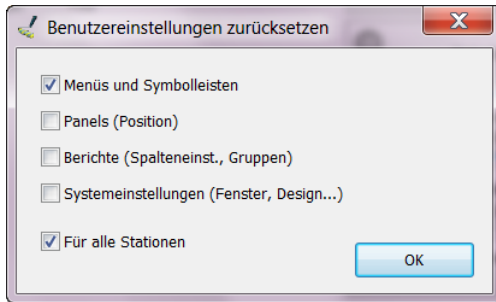 Benutzereinstellungen zurücksetzen
Menüs und Symbolleisten
Panels (Position)
Berichte (Spalteneinst., Gruppen)
Systemeinstellungen (Fenster, Design...)
Für alle Stationen
OK